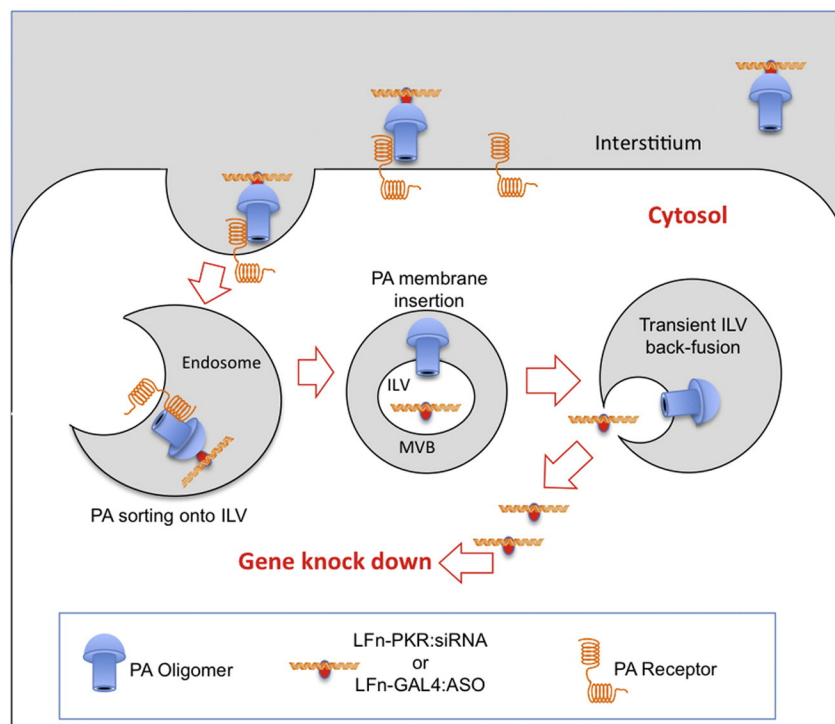 Interstitium
Cytosol
PA membrane
insertion
Transient ILV
back-fusion
Endosome
ILV
MVB
PA sorting onto ILV
Gene knock down
PA Oligomer
LFn-PKR:siRNA
or
LFn-GAL4:ASO
PA Receptor